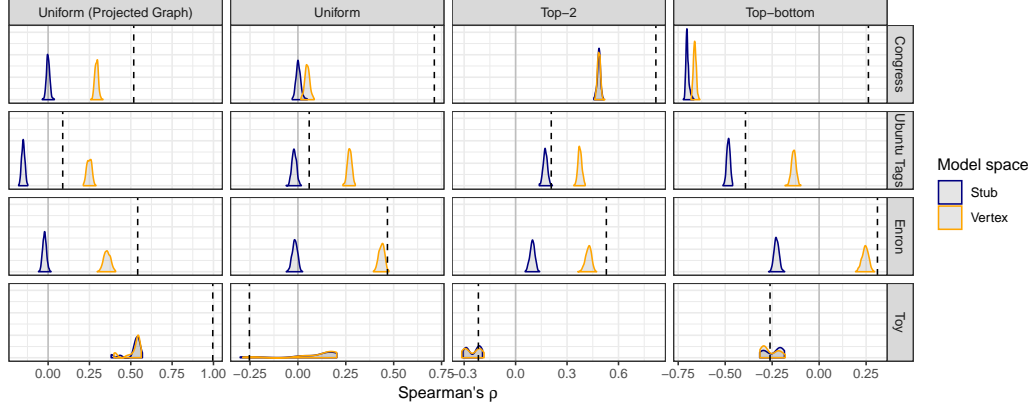 Uniform (Projected Graph)
Uniform
Top−2
Top−bottom
Congress
Ubuntu Tags
Enron
Toy
0.00 0.25 0.50 0.75 1.00
−0.25 0.00 0.25 0.50 0.75
−0.3 0.0 0.3 0.6
−0.75 −0.50 −0.25 0.00 0.25
Spearman's ρ
Model space
Stub
Vertex